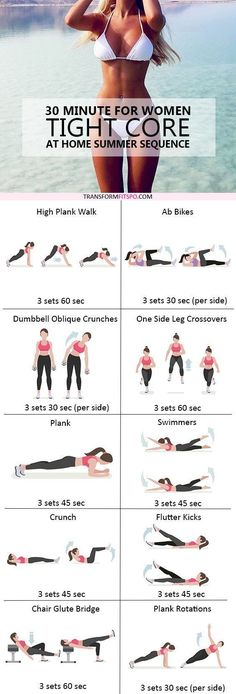 30 MINUTE FOR WOMEN
TIGHT CORE
AT HOME SUMMER SEQUENCE
TRANSFORMFITSPO.COM
High Plank Walk
3 sets 60 sec
Ab Bikes
3 sets 30 sec (per side)
Dumbbell Oblique Crunches
3 sets 30 sec (per side)
One Side Leg Crossovers
3 sets 60 sec
Plank
3 sets 45 sec
Swimmers
3 sets 45 sec
Crunch
3 sets 45 sec
Flutter Kicks
3 sets 45 sec
Chair Glute Bridge
3 sets 60 sec
Plank Rotations
3 sets 30 sec (per side)